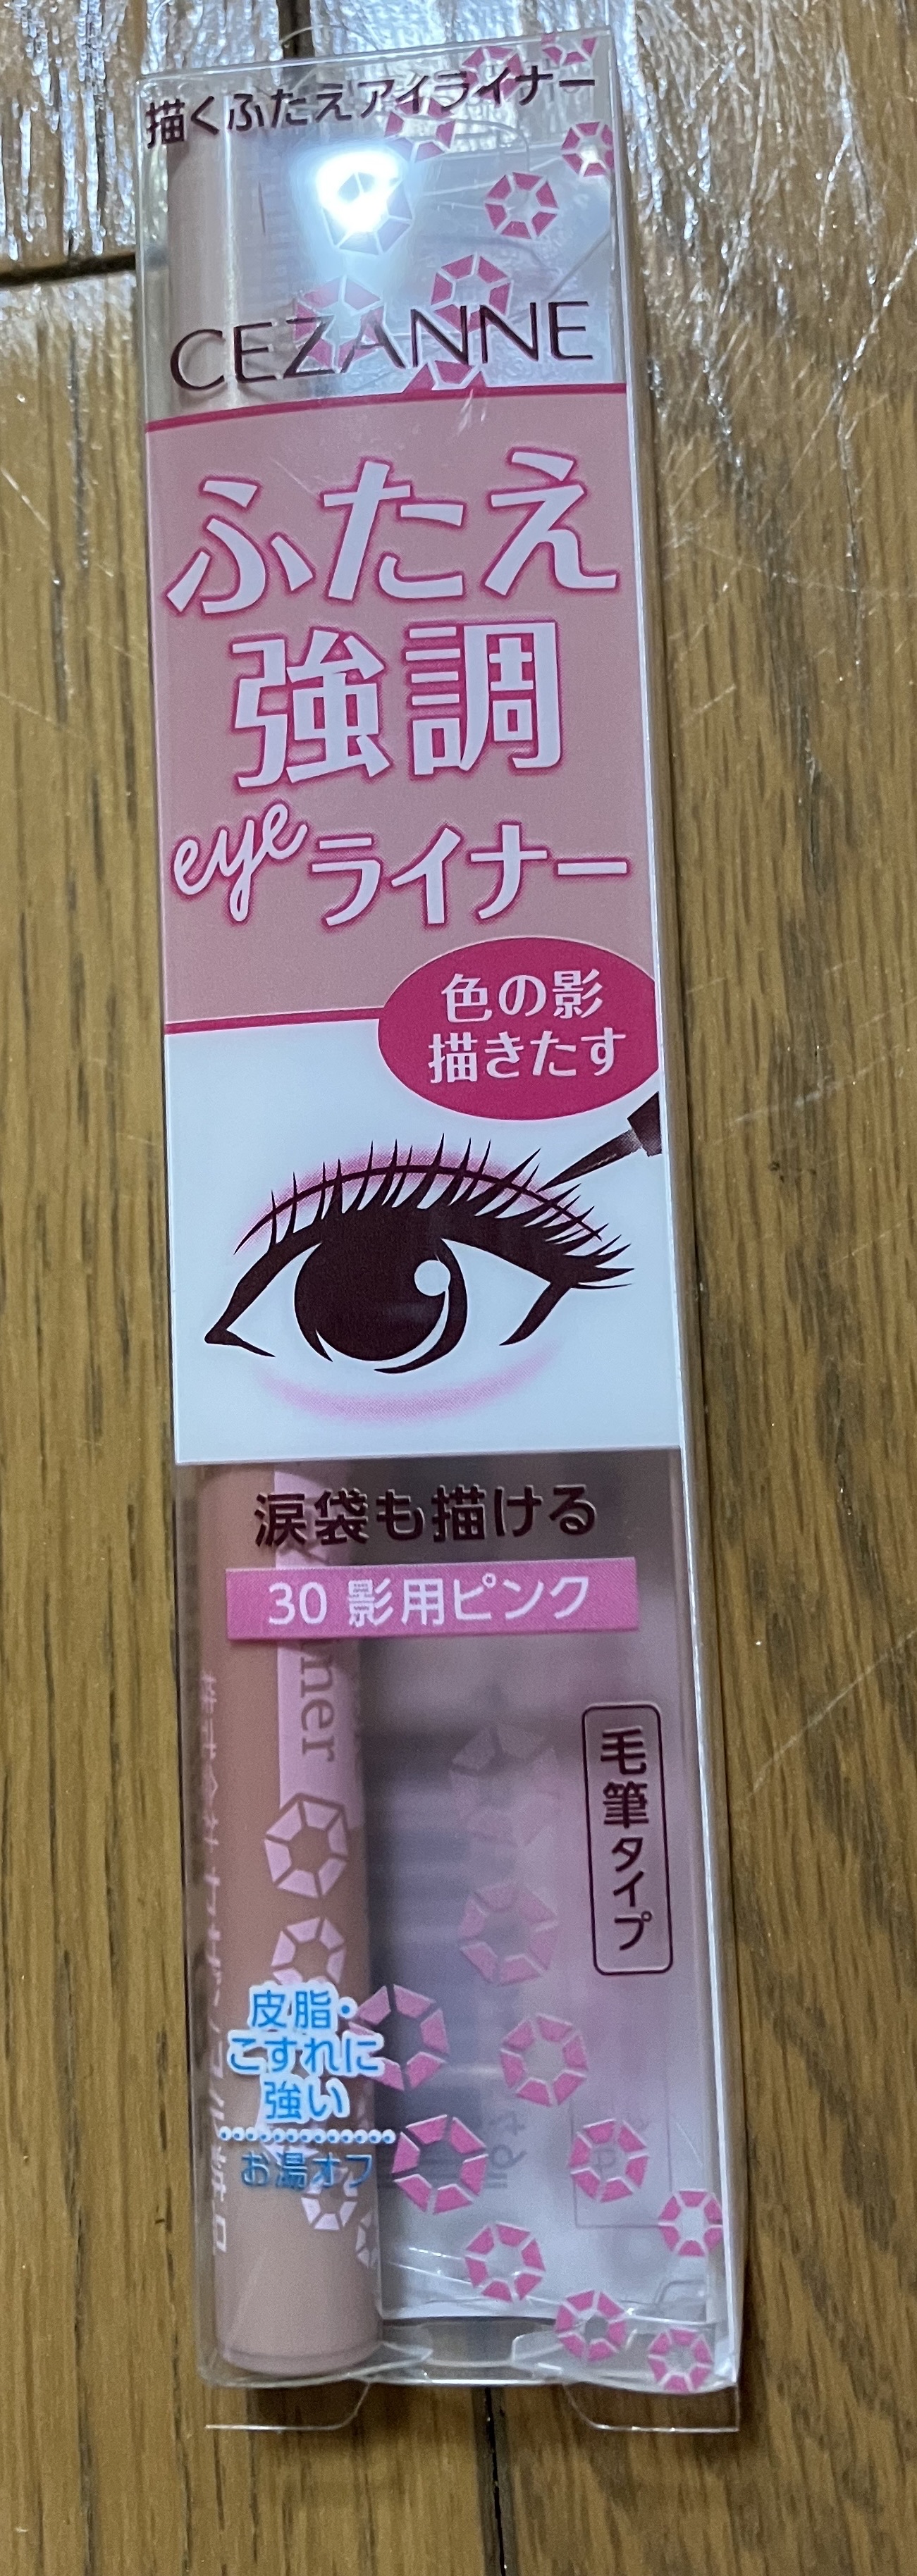 描くふたえアイライナー
CEZANNE
ふたえ
強調
eye ライナー
色の影
描きたす
涙袋も描ける
30 影用ピンク
ner
毛筆タイプ
皮脂・
こすれに
強い
お湯オフ